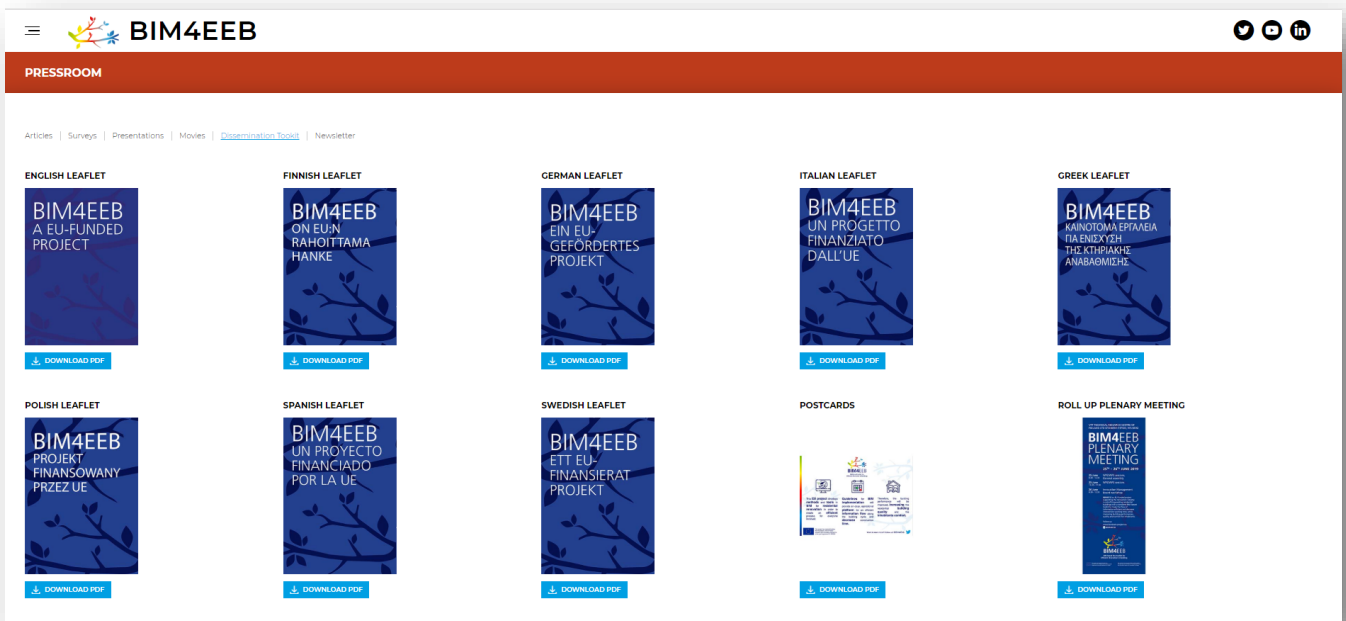 BIM4EEB
PRESSROOM
Articles | Surveys | Presentations | Movies | Dissemination Toolkit | Newsletter
ENGLISH LEAFLET
BIM4EEB
A EU-FUNDED
PROJECT
DOWNLOAD PDF
FINNISH LEAFLET
BIM4EEB
ON EU:N
RAHOITTAMA
HANKE
DOWNLOAD PDF
GERMAN LEAFLET
BIM4EEB
EIN EU-
GEFÖRDERTES
PROJEKT
DOWNLOAD PDF
ITALIAN LEAFLET
BIM4EEB
UN PROGETTO
FINANZIATO
DALL'UE
DOWNLOAD PDF
GREEK LEAFLET
BIM4EEB
ΚΑΙΝΟΤΟΜΑ ΕΡΓΑΛΕΙΑ
ΓΙΑ ΕΝΙΣΧΥΣΗ
ΤΗΣ ΚΤΗΡΙΑΚΗΣ
ΑΝΑΒΑΘΜΙΣΗΣ
DOWNLOAD PDF
POLISH LEAFLET
BIM4EEB
PROJEKT
FINANSOWANY
PRZEZ UE
DOWNLOAD PDF
SPANISH LEAFLET
BIM4EEB
UN PROYECTO
FINANCIADO
POR LA UE
DOWNLOAD PDF
SWEDISH LEAFLET
BIM4EEB
ETT EU-
FINANSIERAT
PROJEKT
DOWNLOAD PDF
POSTCARDS
BIM4EEB
DOWNLOAD PDF
ROLL UP PLENARY MEETING
BIM4EEB
PLENARY
MEETING
BIM4EEB
DOWNLOAD PDF